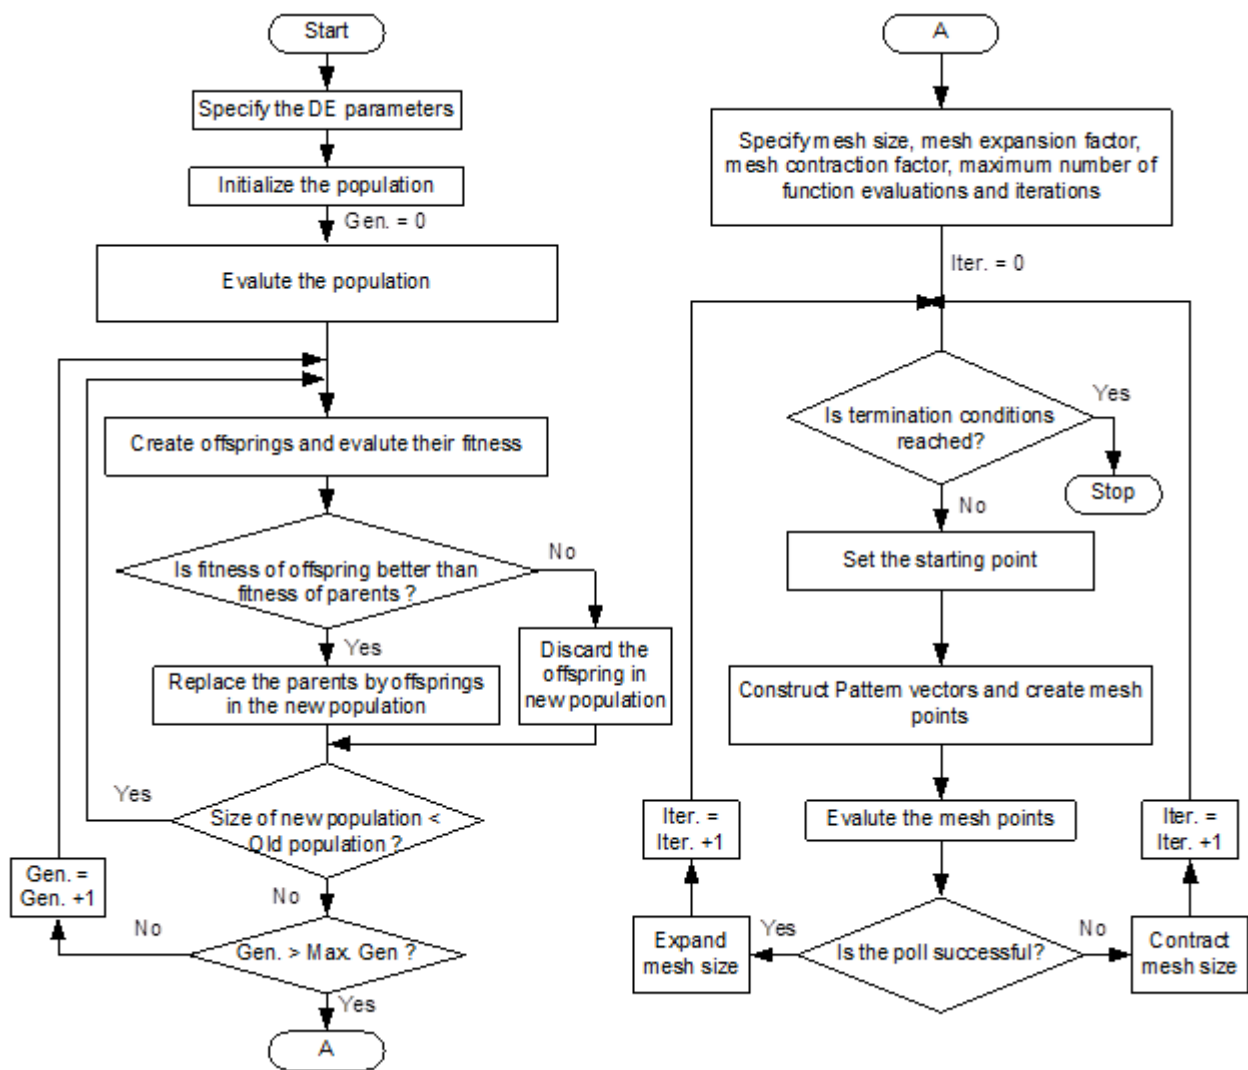 Start
Specify the DE parameters
Initialize the population
Gen. = 0
Evalute the population
Create offsprings and evalute their fitness
Is fitness of offspring better than
fitness of parents ?
No
Yes
Discard the
offspring in
new population
Replace the parents by offsprings
in the new population
Size of new population <
Old population ?
Yes
No
Gen. =
Gen. +1
No
Gen. > Max. Gen ?
Yes
A
A
Specify mesh size, mesh expansion factor,
mesh contraction factor, maximum number of
function evaluations and iterations
Iter. = 0
Is termination conditions
reached?
Yes
Stop
No
Set the starting point
Construct Pattern vectors and create mesh
points
Evalute the mesh points
Is the poll successful?
Yes
Expand
mesh size
Iter. =
Iter. +1
No
Contract
mesh size
Iter. =
Iter. +1